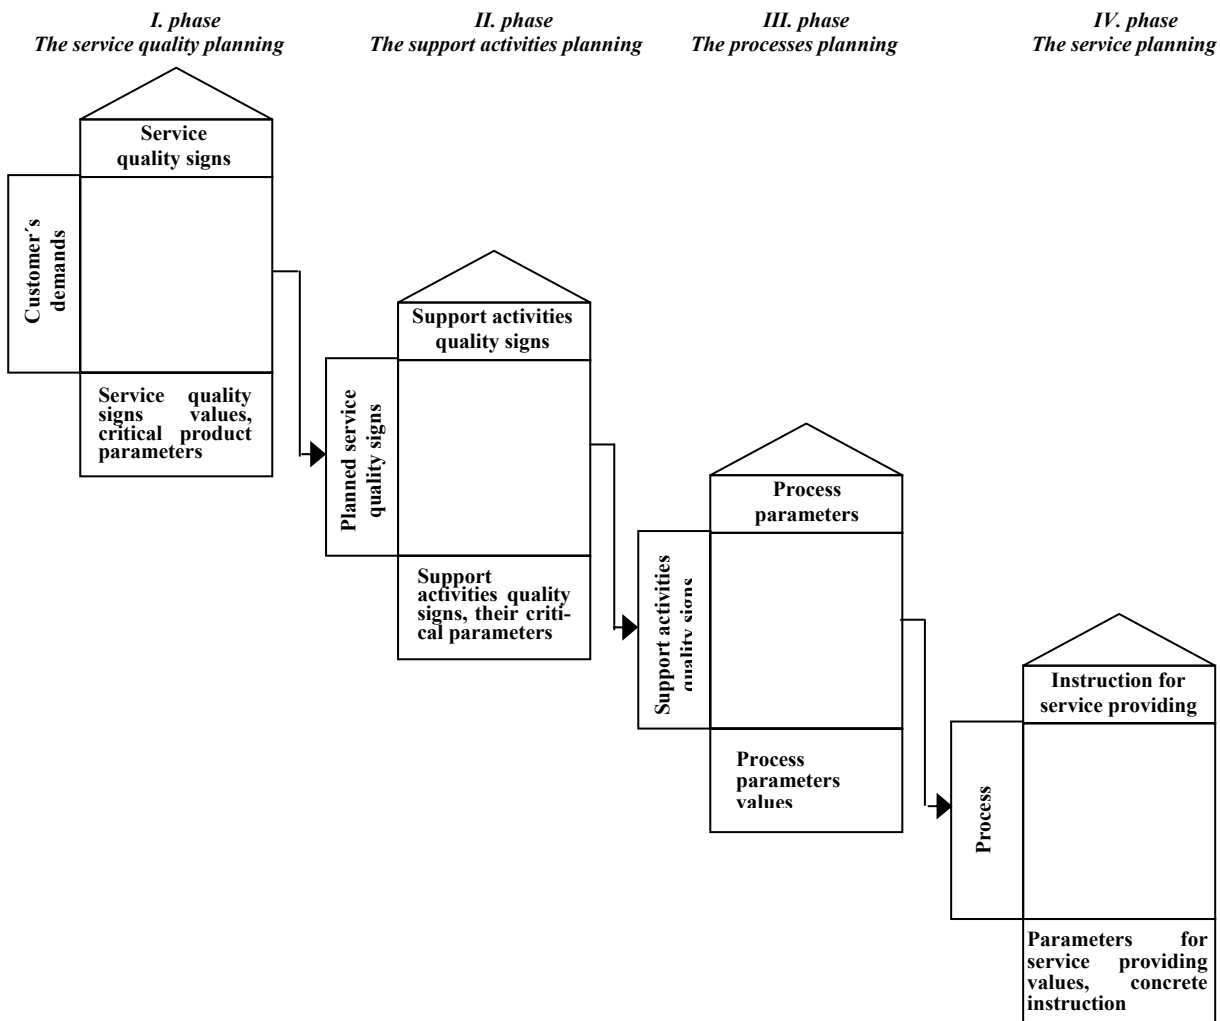 I. phase
The service quality planning
II. phase
The support activities planning
III. phase
The processes planning
IV. phase
The service planning
Service
quality signs
Customer´s
demands
Service quality
signs values,
critical product
parameters
Support activities
quality signs
Planned service
quality signs
Support
activities quality
signs, their criti-
cal parameters
Process
parameters
Support activities
quality signs
Process
parameters
values
Instruction for
service providing
Process
Parameters for
service providing
values, concrete
instruction